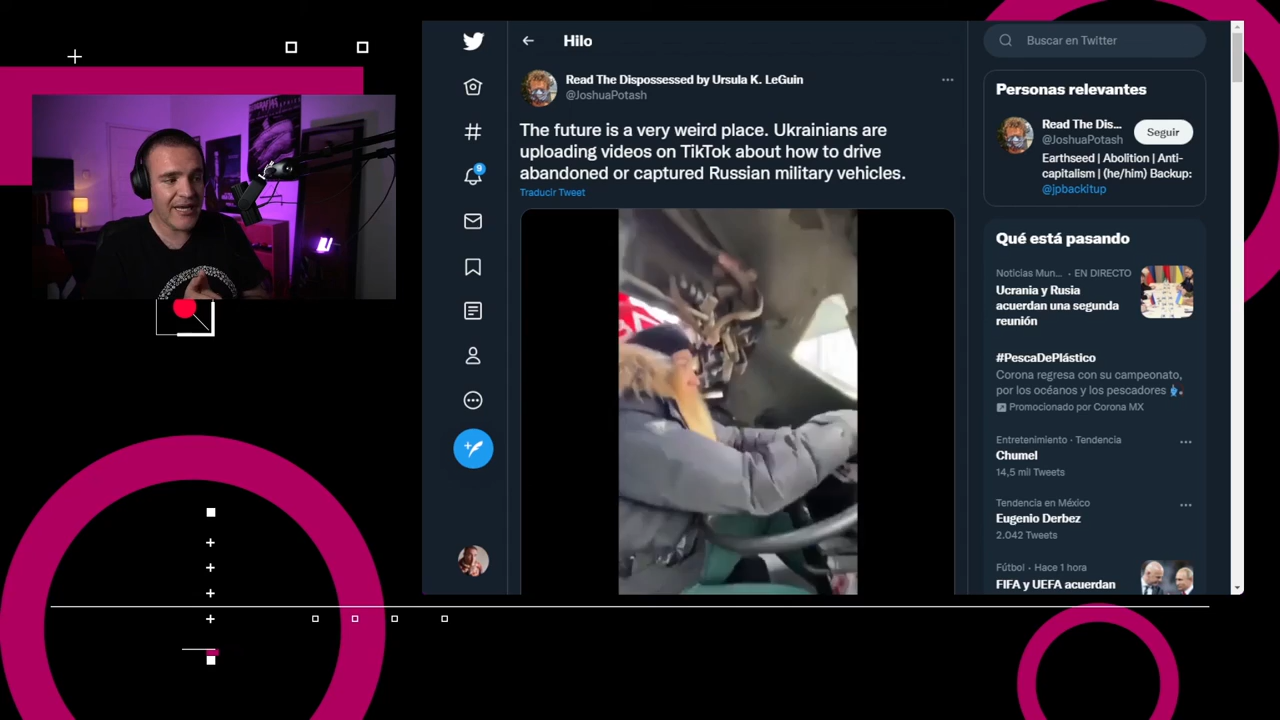 Hilo
Read The Dispossessed by Ursula K. LeGuin
@JoshuaPotash
The future is a very weird place. Ukrainians are
uploading videos on TikTok about how to drive
abandoned or captured Russian military vehicles.
Traducir Tweet
9
Buscar en Twitter
Personas relevantes
Read The Dis...
@JoshuaPotash
Seguir
Earthseed | Abolition | Anti-
capitalism | (he/him) Backup:
@jpbackitup
Qué está pasando
Noticias Mun... · EN DIRECTO
Ucrania y Rusia
acuerdan una segunda
reunión
#PescaDePlástico
Corona regresa con su campeonato,
por los océanos y los pescadores
Promocionado por Corona MX
Entretenimiento · Tendencia
Chumel
14,5 mil Tweets
Tendencia en México
Eugenio Derbez
2.042 Tweets
Fútbol · Hace 1 hora
FIFA y UEFA acuerdan